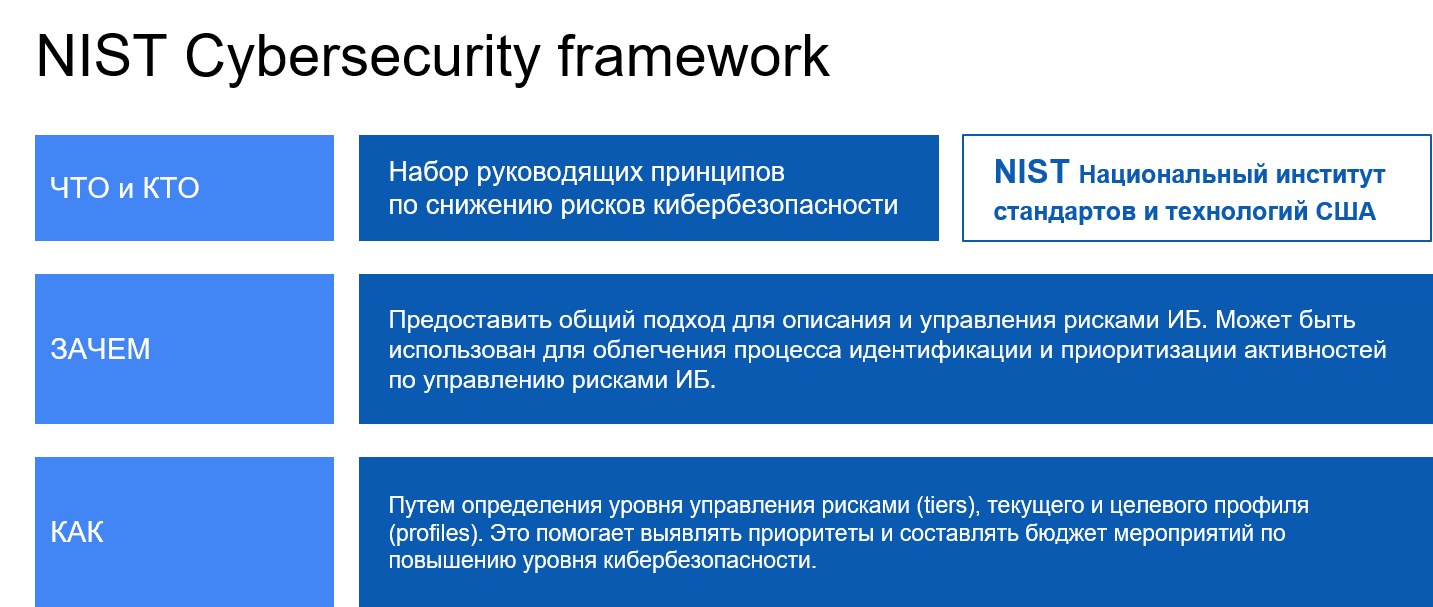 NIST Cybersecurity framework
ЧТО и КТО
Набор руководящих принципов
по снижению рисков кибербезопасности
NIST Национальный институт
стандартов и технологий США
ЗАЧЕМ
Предоставить общий подход для описания и управления рисками ИБ. Может быть
использован для облегчения процесса идентификации и приоритизации активностей
по управлению рисками ИБ.
КАК
Путем определения уровня управления рисками (tiers), текущего и целевого профиля
(profiles). Это помогает выявлять приоритеты и составлять бюджет мероприятий по
повышению уровня кибербезопасности.